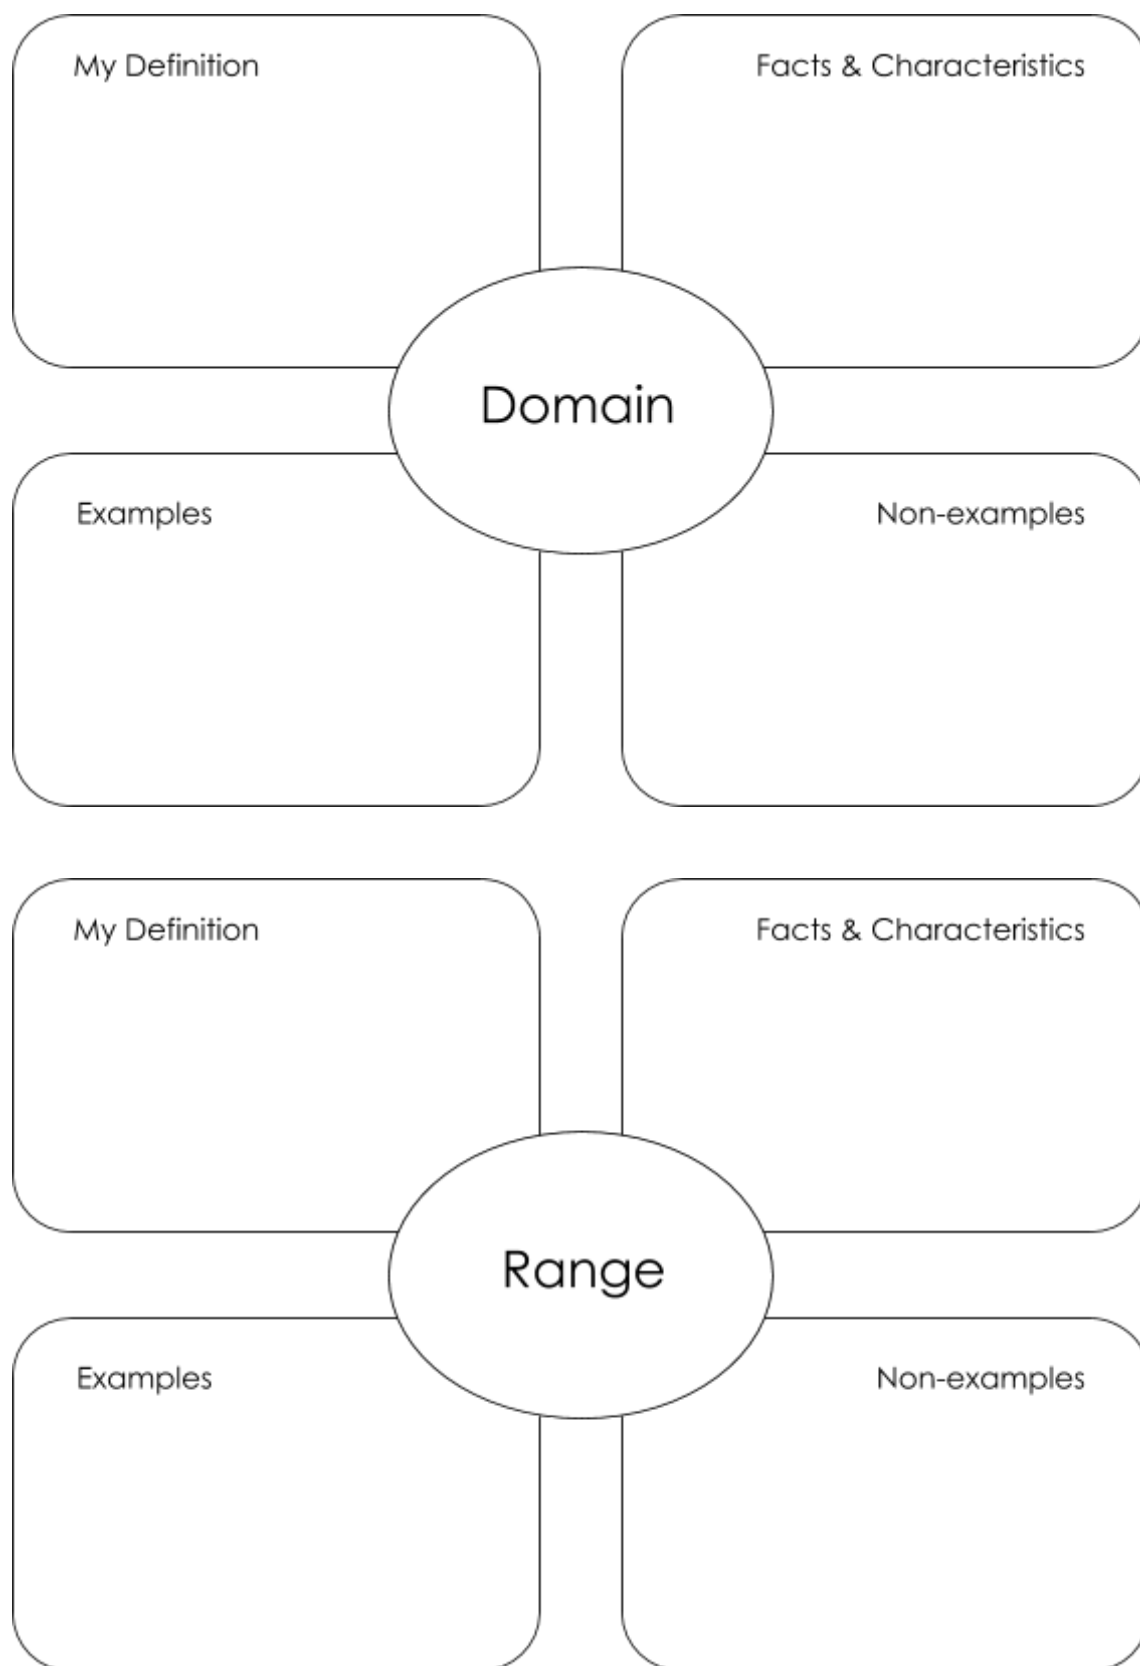 My Definition
Facts & Characteristics
Domain
Examples
Non-examples
My Definition
Facts & Characteristics
Range
Examples
Non-examples